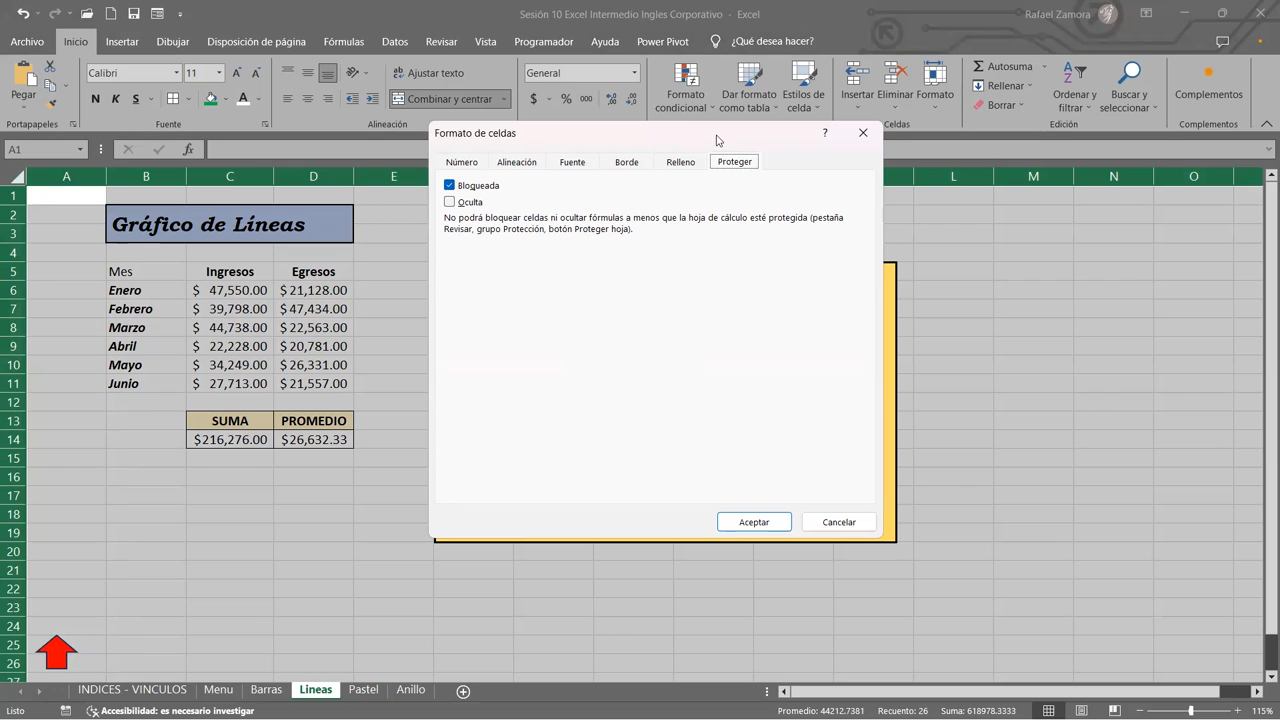 Sesión 10 Excel Intermedio Ingles Corporativo - Excel
Rafael Zamora
Archivo Inicio Insertar Dibujar Disposición de página Fórmulas Datos Revisar Vista Programador Ayuda Power Pivot ¿Qué desea hacer?
Pegar
Calibri 11
N K S
Ajustar texto
Combinar y centrar
General
$ % 000
Formato condicional
Dar formato como tabla
Estilos de celda
Insertar Eliminar Formato
Autosuma
Rellenar
Borrar
Ordenar y filtrar
Buscar y seleccionar
Complementos
Portapapeles Fuente Alineación Celdas Edición Complementos
A1 fx
Formato de celdas ?
Número Alineación Fuente Borde Relleno Proteger
Bloqueada
Oculta
No podrá bloquear celdas ni ocultar fórmulas a menos que la hoja de cálculo esté protegida (pestaña
Revisar, grupo Protección, botón Proteger hoja).
Aceptar Cancelar
A B C D E L M N O
1
2
3
Gráfico de Líneas
4
5 Mes Ingresos Egresos
6 Enero $ 47,550.00 $ 21,128.00
7 Febrero $ 39,798.00 $ 47,434.00
8 Marzo $ 44,738.00 $ 22,563.00
9 Abril $ 22,228.00 $ 20,781.00
10 Mayo $ 34,249.00 $ 26,331.00
11 Junio $ 27,713.00 $ 21,557.00
12
13 SUMA PROMEDIO
14 $216,276.00 $26,632.33
15
16
17
18
19
20
21
22
23
24
25
26
INDICES - VINCULOS Menu Barras Lineas Pastel Anillo
Listo Accesibilidad: es necesario investigar Promedio: 44212.7381 Recuento: 26 Suma: 618978.3333 115%